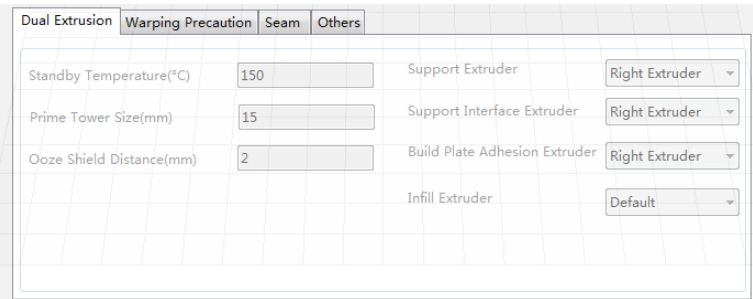 Dual Extrusion Warping Precaution Seam Others
Standby Temperature(°C) 150 Support Extruder Right Extruder
Prime Tower Size(mm) 15 Support Interface Extruder Right Extruder
Ooze Shield Distance(mm) 2 Build Plate Adhesion Extruder Right Extruder
Infill Extruder Default